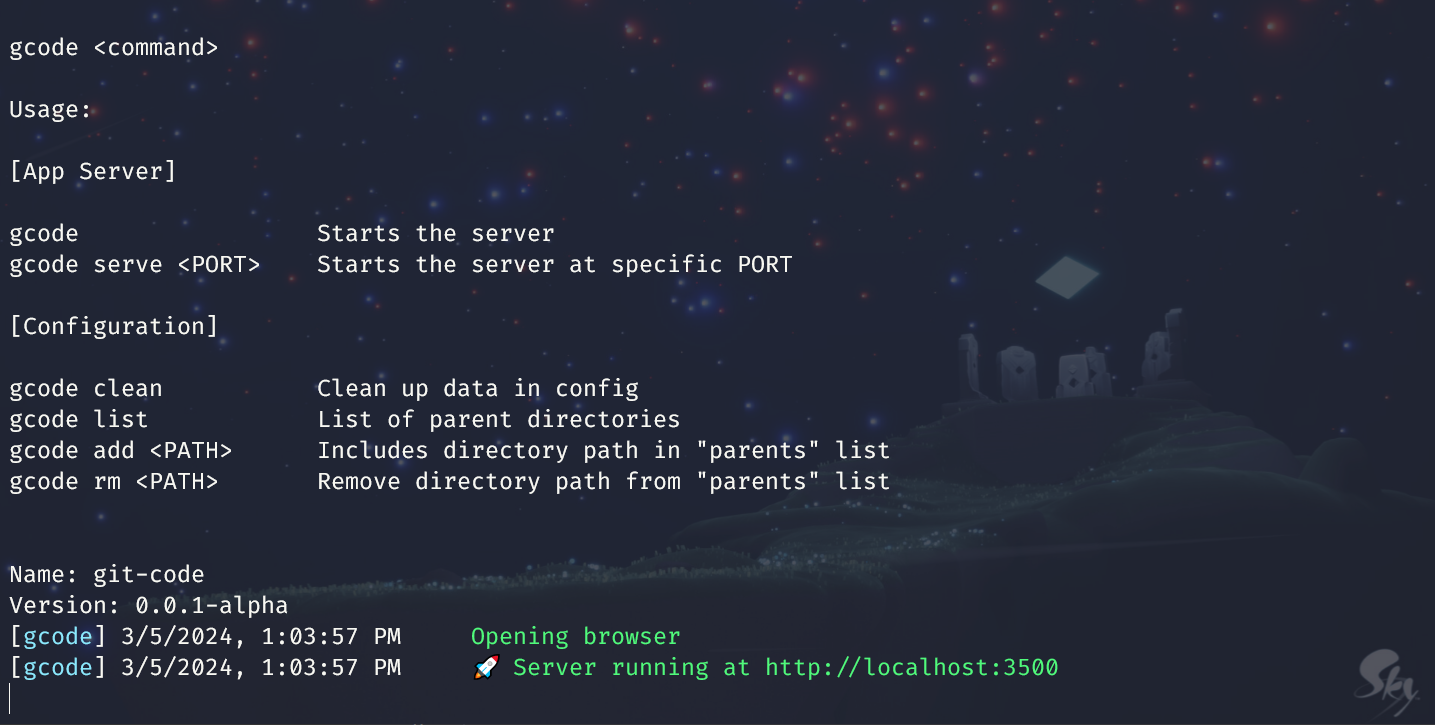 gcode <command>
Usage:
[App Server]
gcode Starts the server
gcode serve <PORT> Starts the server at specific PORT
[Configuration]
gcode clean Clean up data in config
gcode list List of parent directories
gcode add <PATH> Includes directory path in "parents" list
gcode rm <PATH> Remove directory path from "parents" list
Name: git-code
Version: 0.0.1-alpha
[gcode] 3/5/2024, 1:03:57 PM Opening browser
[gcode] 3/5/2024, 1:03:57 PM 🚀 Server running at http://localhost:3500
Sky